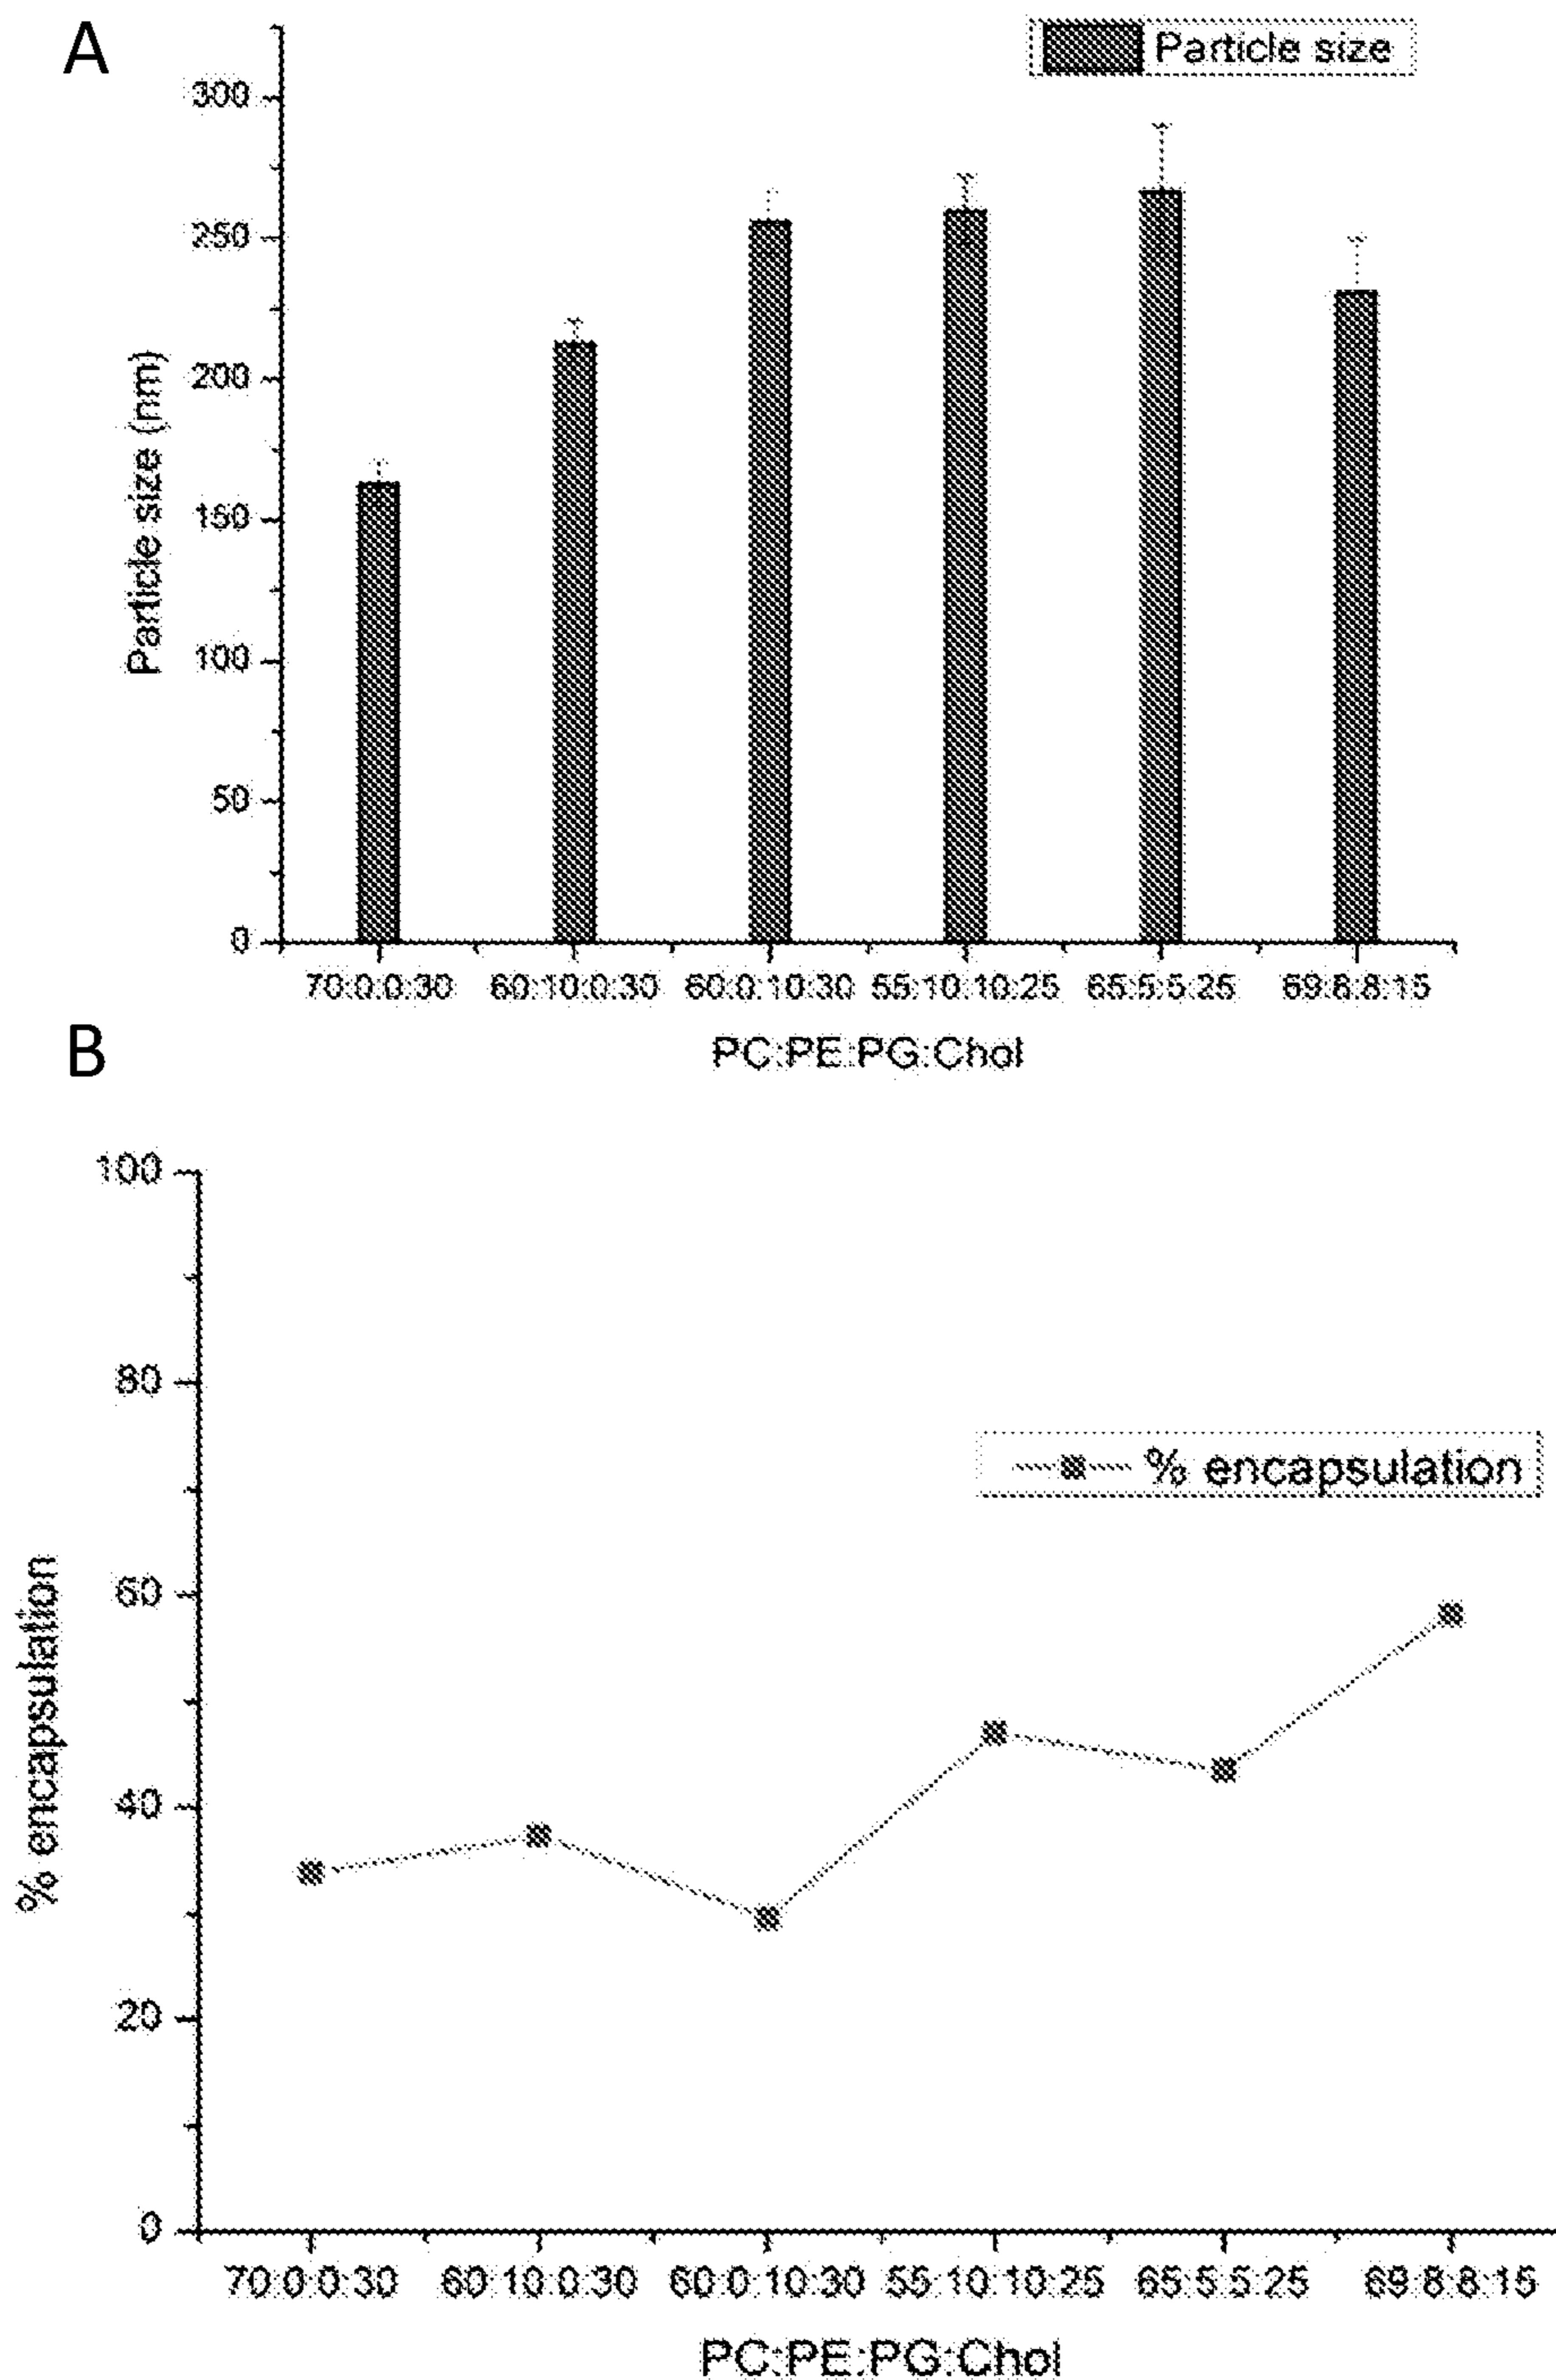 A
Particle size
300
250
200
150
100
50
0
Particle size (nm)
70:0:0:30 60:10:0:30 60:0:10:30 55:10:10:25 65:5:5:25 69:8:8:15
PC:PE:PG:Chol
B
100
80
60
40
20
0
% encapsulation
% encapsulation
70:0:0:30 60:10:0:30 60:0:10:30 55:10:10:25 65:5:5:25 69:8:8:15
PC:PE:PG:Chol